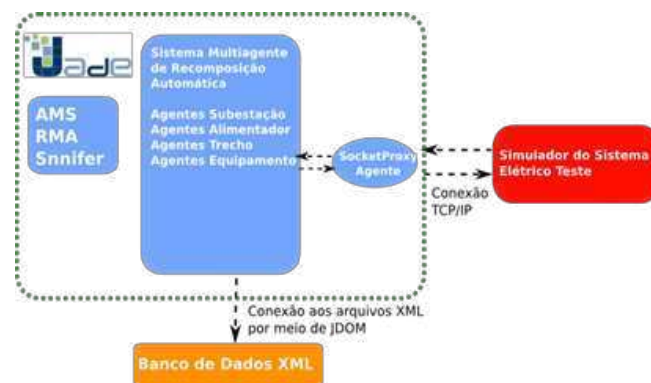 Jade
AMS
RMA
Snnifer
Sistema Multiagente
de Recomposição
Automática
Agentes Subestação
Agentes Alimentador
Agentes Trecho
Agentes Equipamento
SocketProxy
Agente
Simulador do Sistema
Elétrico Teste
Conexão
TCP/IP
Conexão aos arquivos XML
por meio de JDOM
Banco de Dados XML